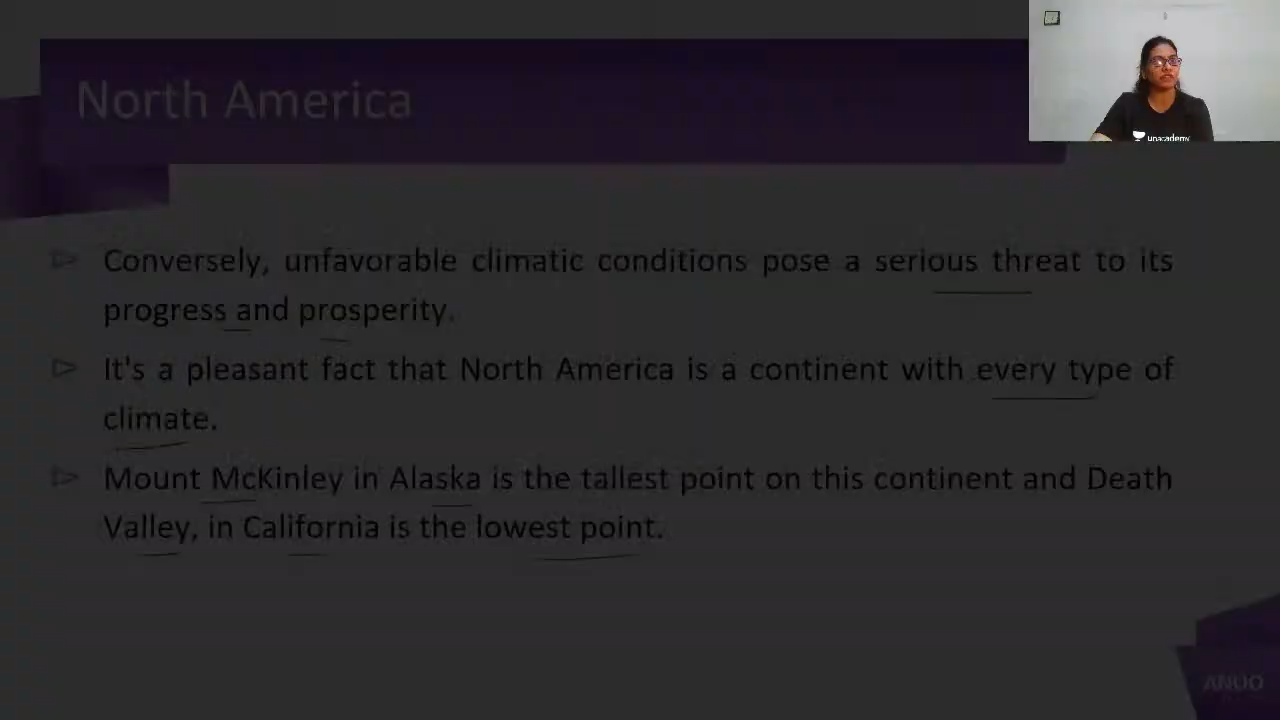 North America
unacademy
Conversely, unfavorable climatic conditions pose a serious threat to its
progress and prosperity.
It's a pleasant fact that North America is a continent with every type of
climate.
Mount McKinley in Alaska is the tallest point on this continent and Death
Valley, in California is the lowest point.